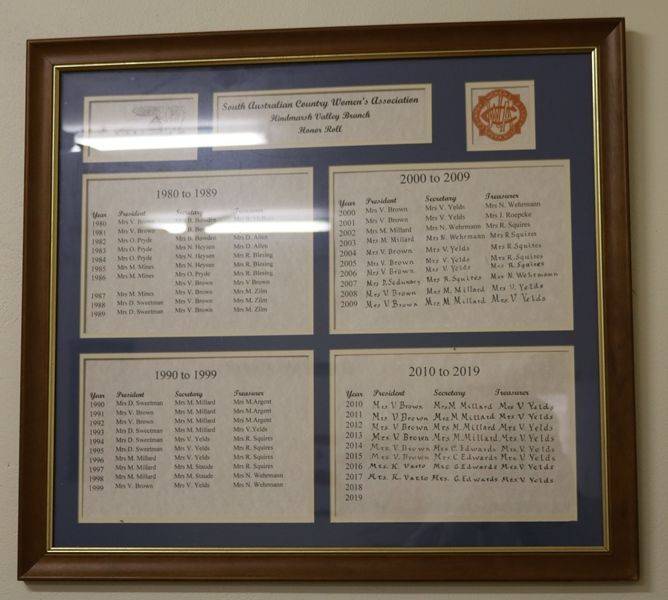 South Australian Country Women's Association
Hindmarsh Valley Branch
Honor Roll
1980 to 1989
Year President Secretary Treasurer
1980 Mrs V. Brown Mrs B. Bowden
1981 Mrs V. Brown Mrs B. Bowden
1982 Mrs O. Pryde Mrs B. Bowden Mrs D. Allen
1983 Mrs O. Pryde Mrs N. Heysen Mrs D. Allen
1984 Mrs O. Pryde Mrs N. Heysen Mrs R. Blesing
1985 Mrs M. Mines Mrs N. Heysen Mrs R. Blesing
1986 Mrs M. Mines Mrs O. Pryde Mrs R. Blesing
Mrs V. Brown Mrs V Brown
1987 Mrs M. Mines Mrs V. Brown Mrs M. Zilm
1988 Mrs D. Sweetman Mrs V. Brown Mrs M. Zilm
1989 Mrs D. Sweetman Mrs V. Brown Mrs M. Zilm
2000 to 2009
Year President Secretary Treasurer
2000 Mrs V. Brown Mrs V. Yelds Mrs N. Wehrmann
2001 Mrs V. Brown Mrs V. Yelds Mrs J. Roepcke
2002 Mrs M. Millard Mrs N. Wehrmann Mrs R. Squires
2003 Mrs M. Millard Mrs N. Wehrmann Mrs R Squires
2004 Mrs V. Brown Mrs V. Yelds Mrs R. Squires
2005 Mrs V. Brown Mrs V. Yelds Mrs R. Squires
2006 Mrs V. Brown Mrs V. Yelds Mrs R. Squires
2007 Mrs R. Squires Mrs N. Wehrmann
2008 Mrs V. Brown Mrs M. Millard Mrs V. Yelds
2009 Mrs V. Brown Mrs M Millard Mrs V Yelds
1990 to 1999
Year President Secretary Treasurer
1990 Mrs D. Sweetman Mrs M. Millard Mrs M.Argent
1991 Mrs V. Brown Mrs M. Millard Mrs M.Argent
1992 Mrs V. Brown Mrs M. Millard Mrs M.Argent
1993 Mrs D. Sweetman Mrs M. Millard Mrs V. Yelds
1994 Mrs D. Sweetman Mrs V. Yelds Mrs R. Squires
1995 Mrs D. Sweetman Mrs V. Yelds Mrs R. Squires
1996 Mrs M. Millard Mrs V. Yelds Mrs R. Squires
1997 Mrs M. Millard Mrs M. Staude Mrs R. Squires
1998 Mrs M. Millard Mrs M. Staude Mrs N. Wehrmann
1999 Mrs V. Brown Mrs V. Yelds Mrs N. Wehrmann
2010 to 2019
Year President Secretary Treasurer
2010 Mrs V. Brown Mrs M. Millard Mrs V Yelds
2011 Mrs V. Brown Mrs M Millard Mrs V. Yelds
2012 Mrs V. Brown Mrs M. Millard Mrs V. Yelds
2013 Mrs V. Brown Mrs M. Millard Mrs V. Yelds
2014 Mrs V. Brown Mrs C. Edwards Mrs V. Yelds
2015 Mrs V. Brown Mrs C. Edwards Mrs V. Yelds
2016 Mrs. K. Varto Mrs C Edwards Mrs V. Yelds
2017 Mrs. K. Varto Mrs C. Edwards Mrs V. Yelds
2018
2019